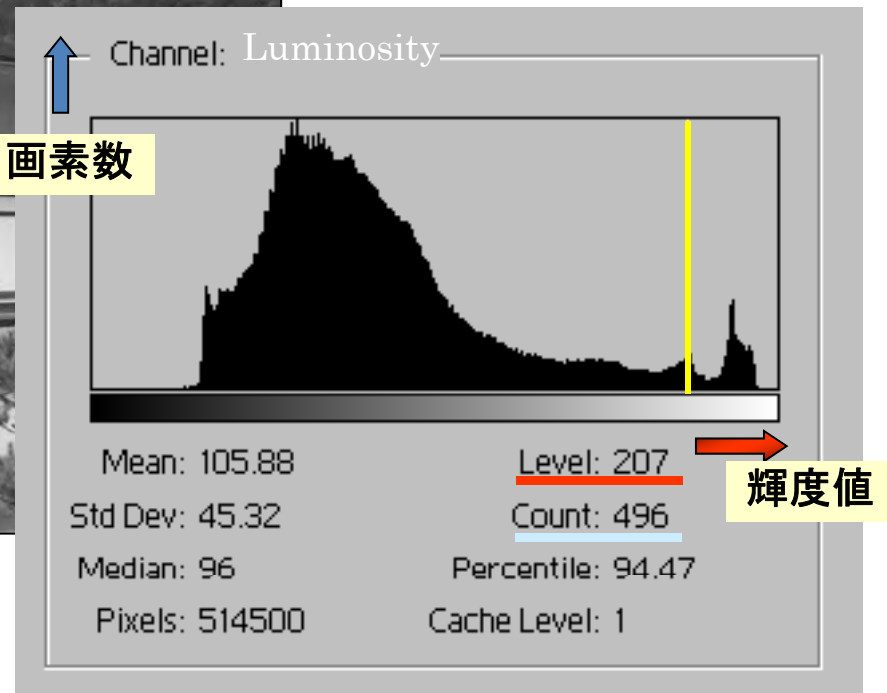 Channel: Luminosity
画素数
Mean: 105.88
Level: 207
輝度値
Std Dev: 45.32
Count: 496
Median: 96
Percentile: 94.47
Pixels: 514500
Cache Level: 1